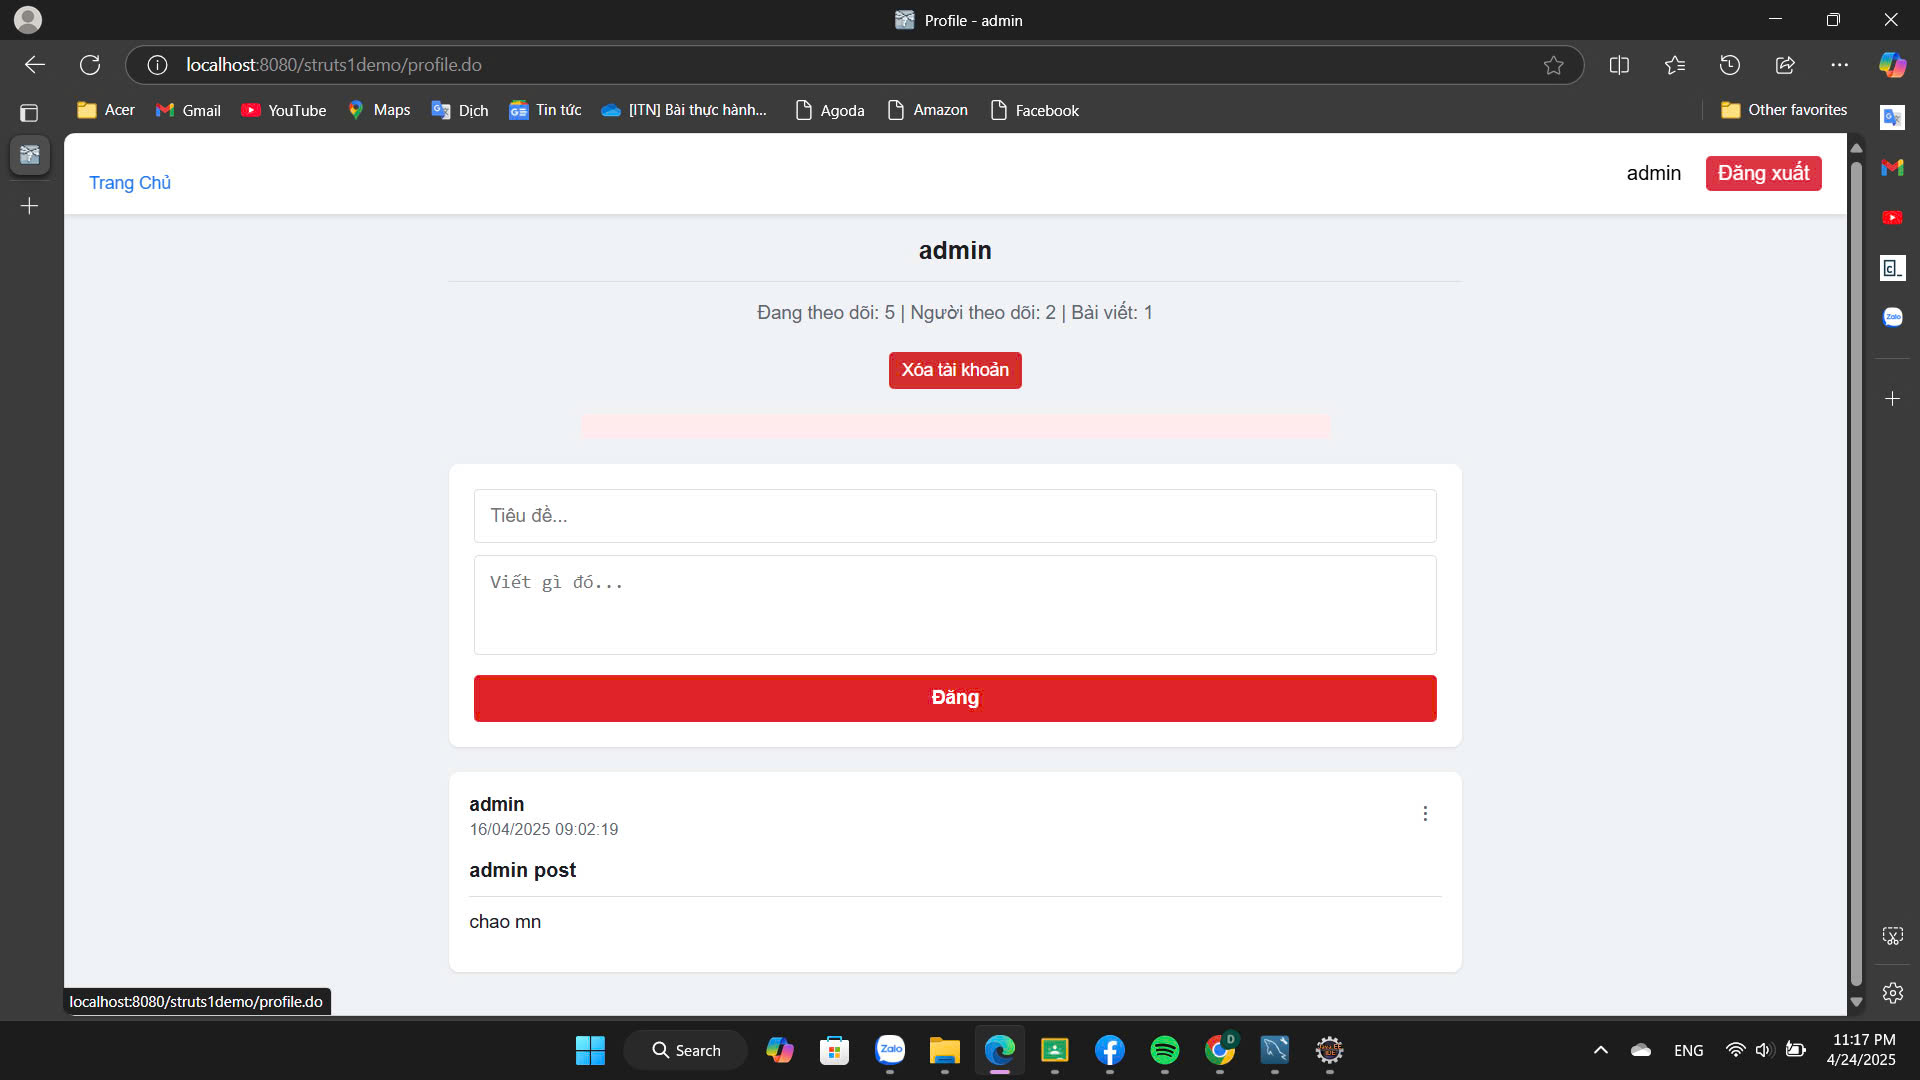 Profile - admin
localhost:8080/struts1demo/profile.do
Acer
Gmail
YouTube
Maps
Dịch
Tin tức
[ITN] Bài thực hành...
Agoda
Amazon
Facebook
Other favorites
Trang Chủ
admin
Đăng xuất
admin
Đang theo dõi: 5 | Người theo dõi: 2 | Bài viết: 1
Xóa tài khoản
Tiêu đề...
Viết gì đó...
Đăng
admin
16/04/2025 09:02:19
admin post
chao mn
localhost:8080/struts1demo/profile.do
Search
Zalo
D
ENG
11:17 PM
4/24/2025